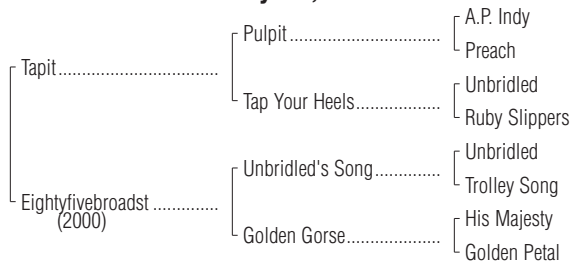 A.P. Indy
Pulpit
Preach
Tapit
Unbridled
Tap Your Heels
Ruby Slippers
Unbridled
Unbridled's Song
Trolley Song
Eightyfivebroadst
(2000)
His Majesty
Golden Gorse
Golden Petal